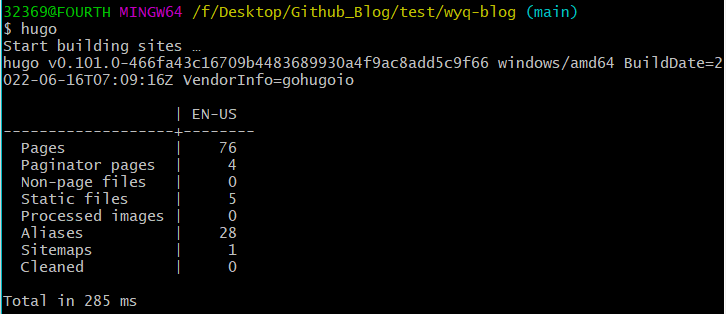 32369@FOURTH MINGW64 /f/Desktop/Github_Blog/test/wyq-blog (main)
$ hugo
Start building sites …
hugo v0.101.0-466fa43c16709b4483689930a4f9ac8add5c9f66 windows/amd64 BuildDate=2
022-06-16T07:09:16Z VendorInfo=gohugoio

                   | EN-US
-------------------+--------
  Pages            |    76
  Paginator pages  |     4
  Non-page files   |     0
  Static files     |     5
  Processed images |     0
  Aliases          |    28
  Sitemaps         |     1
  Cleaned          |     0

Total in 285 ms